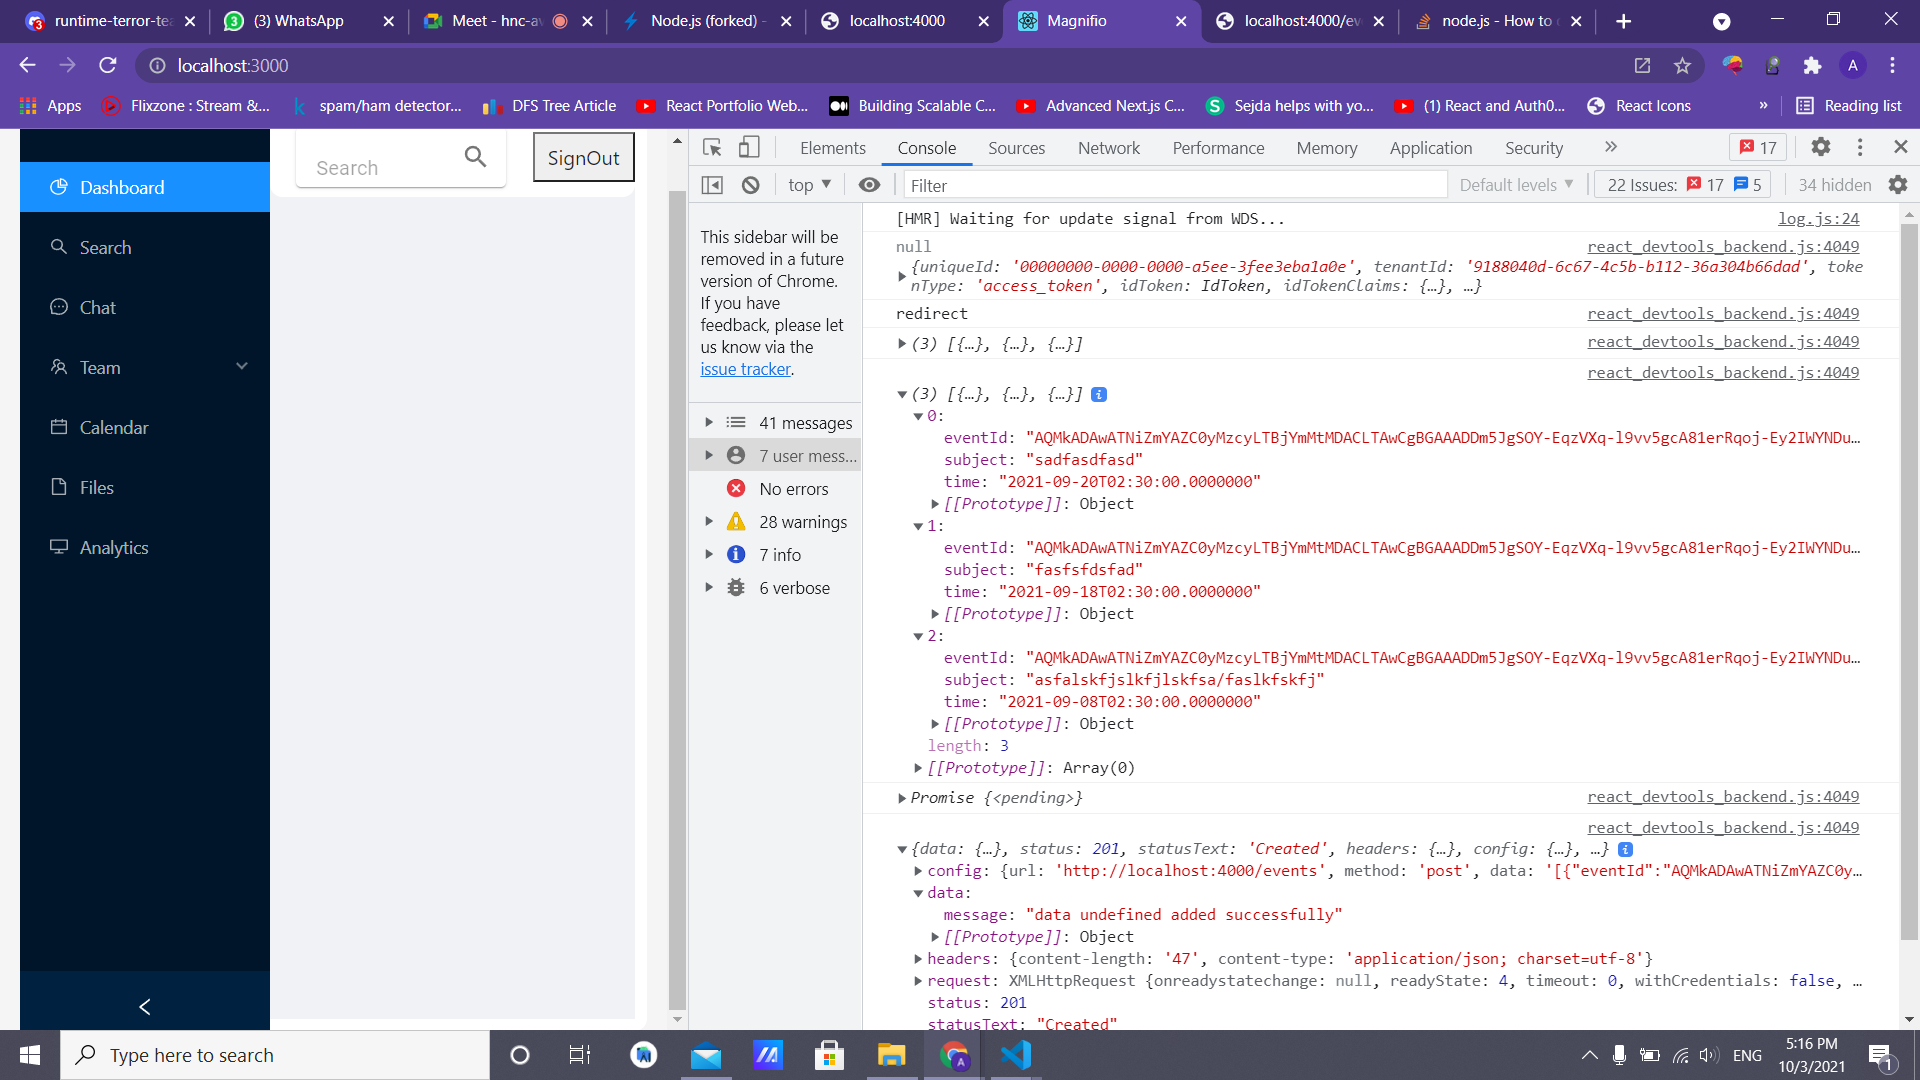 runtime-error-tea
(3) WhatsApp
Meet - hnc-av
Node.js (forked) -
localhost:4000
Magnifio
localhost:4000/eve
node.js - How to c
localhost:3000
A
Apps
Flixzone : Stream &...
spam/ham detector...
DFS Tree Article
React Portfolio Web...
Building Scalable C...
Advanced Next.js C...
Sejda helps with yo...
(1) React and Auth0...
React Icons
»
Reading list
Search
SignOut
Dashboard
Search
Chat
Team
Calendar
Files
Analytics
Elements
Console
Sources
Network
Performance
Memory
Application
Security
»
17
top
Filter
Default levels
22 Issues: 17 5
34 hidden
This sidebar will be
removed in a future
version of Chrome.
If you have
feedback, please let
us know via the
issue tracker.
41 messages
7 user mess...
No errors
28 warnings
7 info
6 verbose
[HMR] Waiting for update signal from WDS... log.js:24
null react_devtools_backend.js:4049
{uniqueId: '00000000-0000-0000-a5ee-3fee3eba1a0e', tenantId: '9188040d-6c67-4c5b-b112-36a304b66dad', toke
nType: 'access_token', idToken: IdToken, idTokenClaims: {…}, …}
redirect react_devtools_backend.js:4049
(3) [{…}, {…}, {…}] react_devtools_backend.js:4049
react_devtools_backend.js:4049
(3) [{…}, {…}, {…}]
0:
eventId: "AQMkADAwATNiZmYAZC0yMzcyLTBjYmMtMDACLTAwCgBGAAADDm5JgSOY-EqzVXq-l9vv5gcA81erRqoj-Ey2IWYNDu…
subject: "sadfasdfasd"
time: "2021-09-20T02:30:00.0000000"
[[Prototype]]: Object
1:
eventId: "AQMkADAwATNiZmYAZC0yMzcyLTBjYmMtMDACLTAwCgBGAAADDm5JgSOY-EqzVXq-l9vv5gcA81erRqoj-Ey2IWYNDu…
subject: "fasfsfdsfad"
time: "2021-09-18T02:30:00.0000000"
[[Prototype]]: Object
2:
eventId: "AQMkADAwATNiZmYAZC0yMzcyLTBjYmMtMDACLTAwCgBGAAADDm5JgSOY-EqzVXq-l9vv5gcA81erRqoj-Ey2IWYNDu…
subject: "asfalskfjslkfjlskfsa/faslkfskfj"
time: "2021-09-08T02:30:00.0000000"
[[Prototype]]: Object
length: 3
[[Prototype]]: Array(0)
Promise {<pending>} react_devtools_backend.js:4049
react_devtools_backend.js:4049
{data: {…}, status: 201, statusText: 'Created', headers: {…}, config: {…}, …}
config: {url: 'http://localhost:4000/events', method: 'post', data: '[{"eventId":"AQMkADAwATNiZmYAZC0y…
data:
message: "data undefined added successfully"
[[Prototype]]: Object
headers: {content-length: '47', content-type: 'application/json; charset=utf-8'}
request: XMLHttpRequest {onreadystatechange: null, readyState: 4, timeout: 0, withCredentials: false, …
status: 201
statusText: "Created"
Type here to search
ENG
5:16 PM
10/3/2021
1